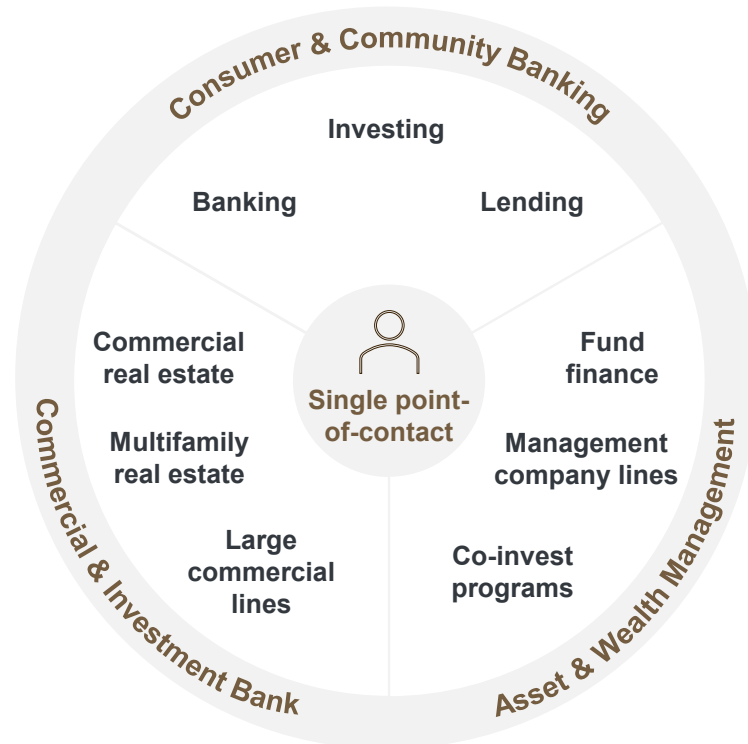 Consumer & Community Banking
Investing
Banking
Lending
Commercial
real estate
Multifamily
real estate
Large
commercial
lines
Commercial & Investment Bank
Single point-
of-contact
Fund
finance
Management
company lines
Co-invest
programs
Asset & Wealth Management